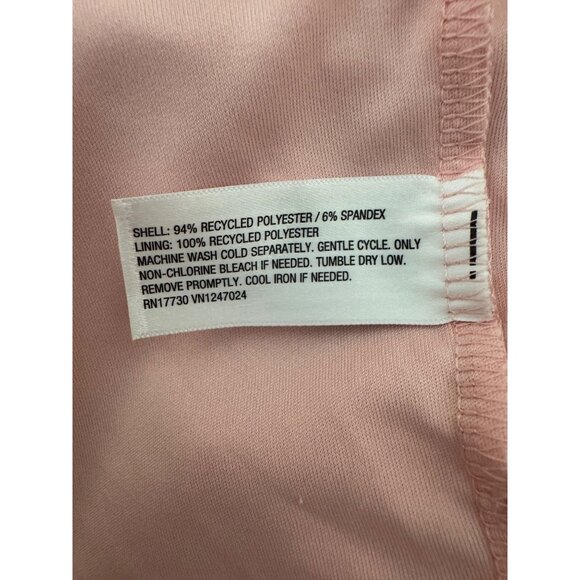 SHELL: 94% RECYCLED POLYESTER / 6% SPANDEX
LINING: 100% RECYCLED POLYESTER
MACHINE WASH COLD SEPARATELY. GENTLE CYCLE. ONLY
NON-CHLORINE BLEACH IF NEEDED. TUMBLE DRY LOW.
REMOVE PROMPTLY. COOL IRON IF NEEDED.
RN17730 VN1247024